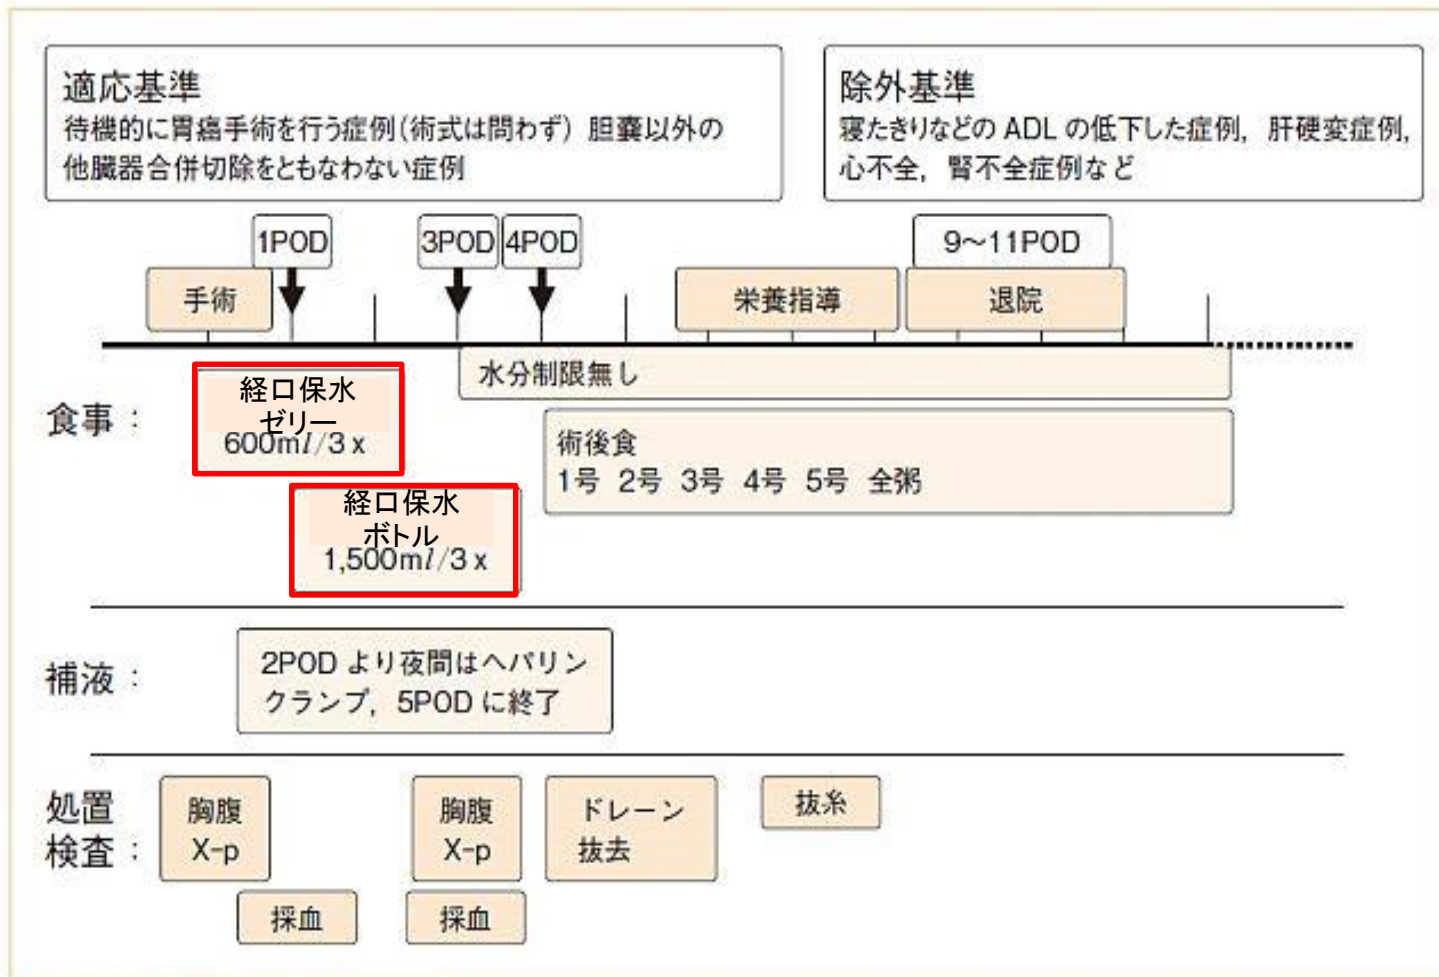 適応基準
待機的に胃癌手術を行う症例（術式は問わず） 胆嚢以外の
他臓器合併切除をともなわない症例
除外基準
寝たきりなどの ADL の低下した症例，肝硬変症例，
心不全，腎不全症例など
1POD
3POD
4POD
9〜11POD
手術
栄養指導
退院
食事：
経口保水
ゼリー
600ml/3 x
水分制限無し
術後食
1号 2号 3号 4号 5号 全粥
経口保水
ボトル
1,500ml/3 x
補液：
2POD より夜間はヘパリン
クランプ，5POD に終了
処置
検査：
胸腹
X-p
胸腹
X-p
ドレーン
抜去
抜糸
採血
採血